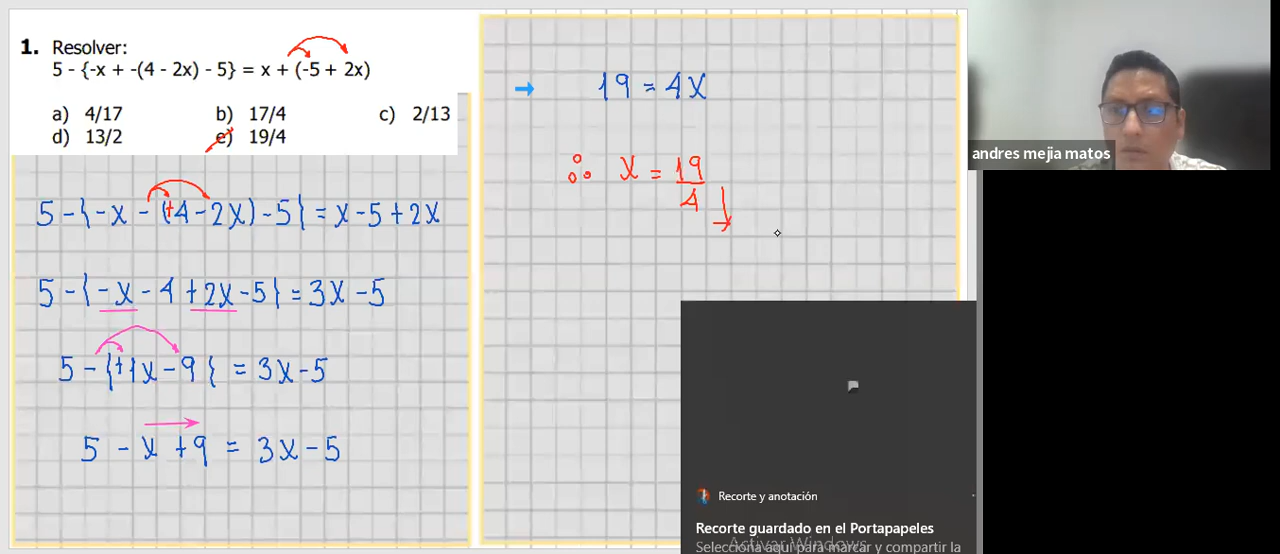 1. Resolver:
5 - {-x + -(4 - 2x) - 5} = x + (-5 + 2x)
a) 4/17 b) 17/4 c) 2/13
d) 13/2 e) 19/4
5 - { - x - (+4 - 2x) - 5} = x - 5 + 2x
5 - { - x - 4 + 2x - 5} = 3x - 5
5 - {+1x - 9} = 3x - 5
5 - x + 9 = 3x - 5
→ 19 = 4x
∴ x = 19/4
andres mejia matos
Recorte y anotación
Recorte guardado en el Portapapeles
Activar Windows
Selecciona aquí para marcar y compartir la